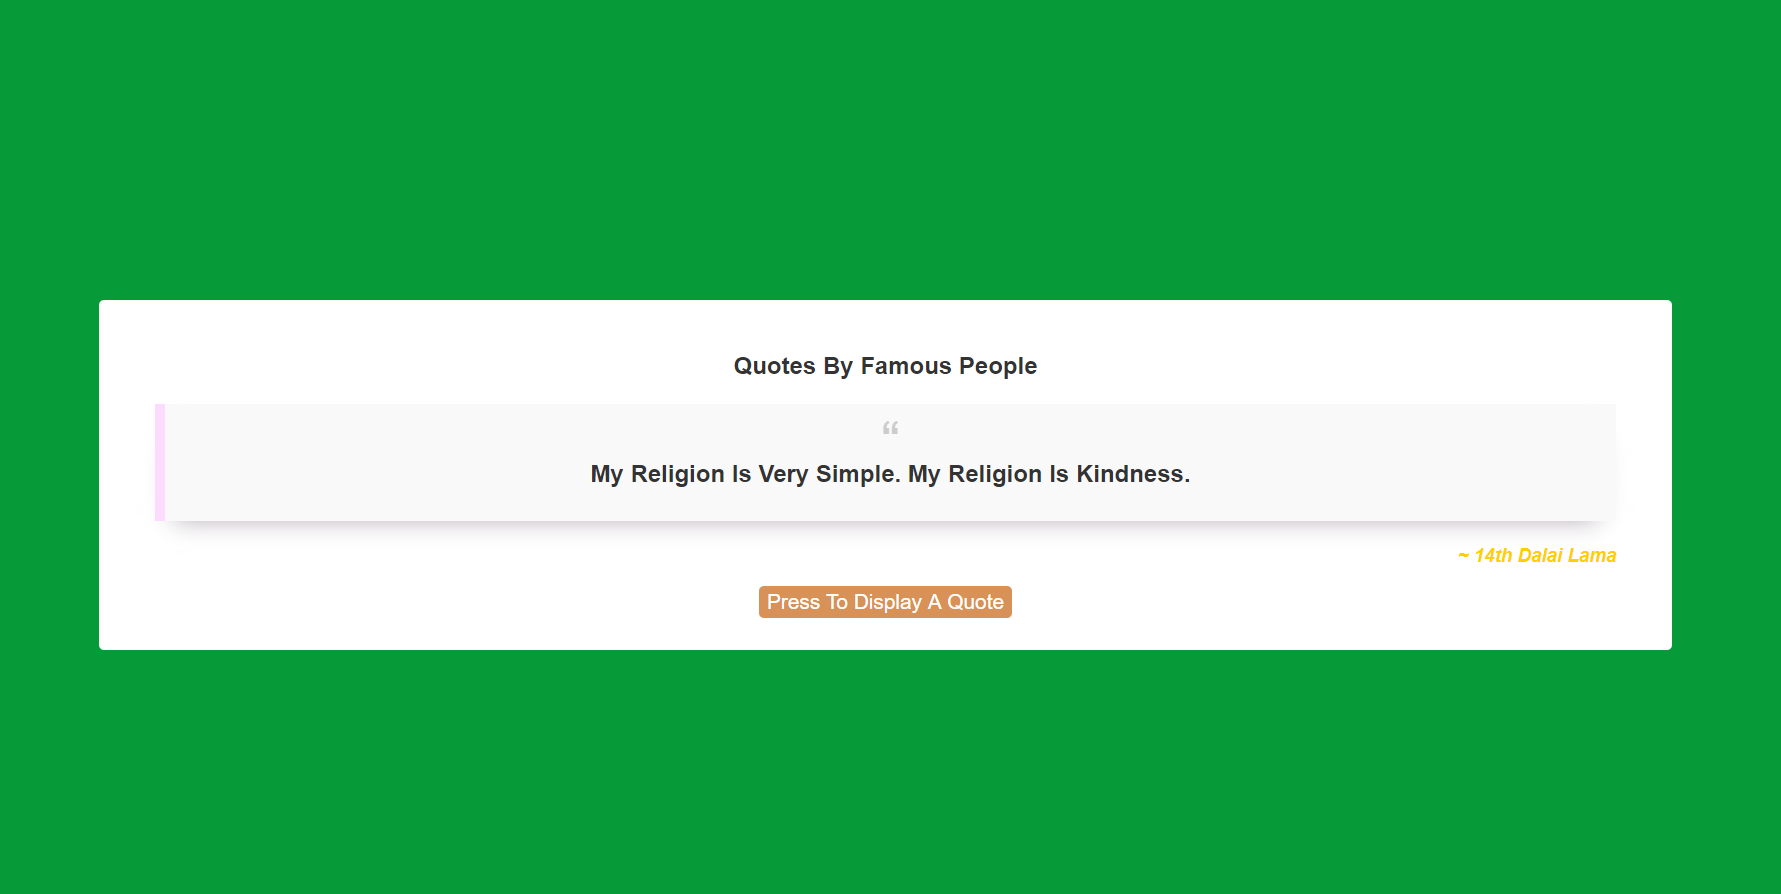 Quotes By Famous People
“
My Religion Is Very Simple. My Religion Is Kindness.
~ 14th Dalai Lama
Press To Display A Quote